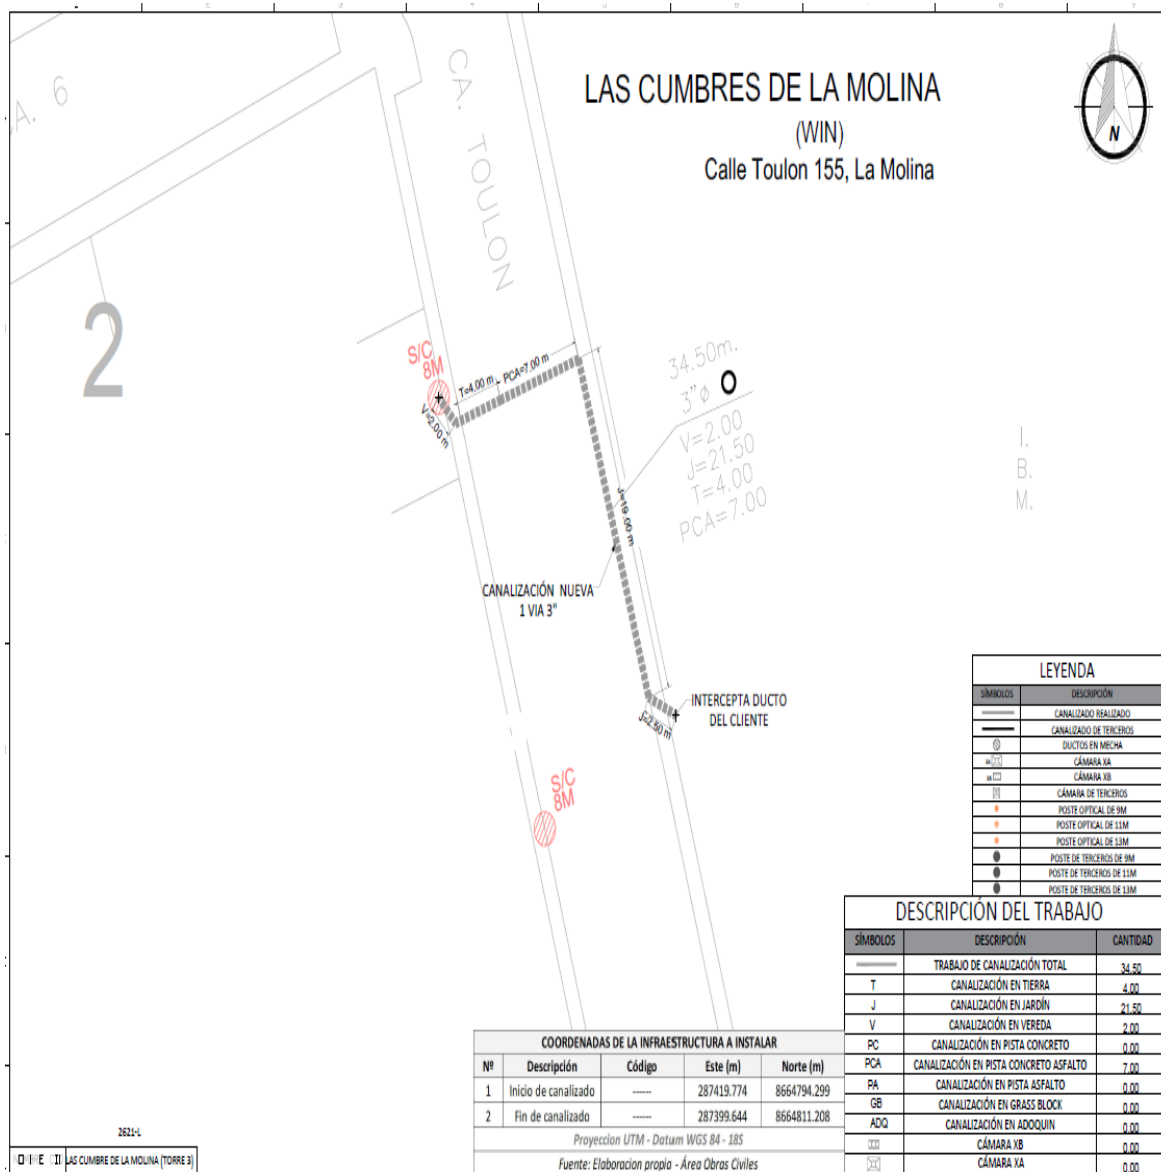 LAS CUMBRES DE LA MOLINA
(WIN)
Calle Toulon 155, La Molina
N
A. 6
CA. TOULON
2
S/C
8M
T=4.00 m
PCA=7.00 m
V=2.00 m
34.50m.
3"ø
V=2.00
J=21.50
T=4.00
PCA=7.00
J=19.00 m
I.
B.
M.
CANALIZACIÓN NUEVA
1 VIA 3"
INTERCEPTA DUCTO
DEL CLIENTE
J=2.50 m
S/C
8M
LEYENDA
SÍMBOLOS DESCRIPCIÓN
CANALIZADO REALIZADO
CANALIZADO DE TERCEROS
DUCTOS EN MECHA
XA CÁMARA XA
XB CÁMARA XB
CÁMARA DE TERCEROS
POSTE OPTICAL DE 9M
POSTE OPTICAL DE 11M
POSTE OPTICAL DE 13M
POSTE DE TERCEROS DE 9M
POSTE DE TERCEROS DE 11M
POSTE DE TERCEROS DE 13M
DESCRIPCIÓN DEL TRABAJO
SÍMBOLOS DESCRIPCIÓN CANTIDAD
TRABAJO DE CANALIZACIÓN TOTAL 34.50
T CANALIZACIÓN EN TIERRA 4.00
J CANALIZACIÓN EN JARDÍN 21.50
V CANALIZACIÓN EN VEREDA 2.00
PC CANALIZACIÓN EN PISTA CONCRETO 0.00
PCA CANALIZACIÓN EN PISTA CONCRETO ASFALTO 7.00
PA CANALIZACIÓN EN PISTA ASFALTO 0.00
GB CANALIZACIÓN EN GRASS BLOCK 0.00
ADQ CANALIZACIÓN EN ADOQUIN 0.00
CÁMARA XB 0.00
CÁMARA XA 0.00
COORDENADAS DE LA INFRAESTRUCTURA A INSTALAR
Nº Descripción Código Este (m) Norte (m)
1 Inicio de canalizado ------ 287419.774 8664794.299
2 Fin de canalizado ------ 287399.644 8664811.208
Proyeccion UTM - Datum WGS 84 - 18S
Fuente: Elaboracion propia - Área Obras Civiles
2621-L
LAS CUMBRE DE LA MOLINA (TORRE 3)